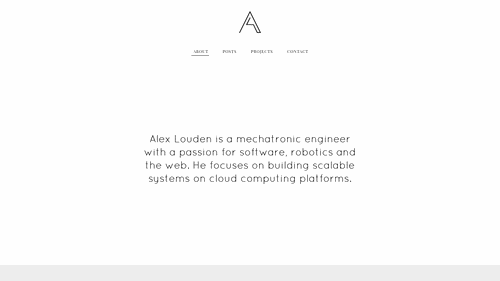 ABOUT POSTS PROJECTS CONTACT
Alex Louden is a mechatronic engineer
with a passion for software, robotics and
the web. He focuses on building scalable
systems on cloud computing platforms.